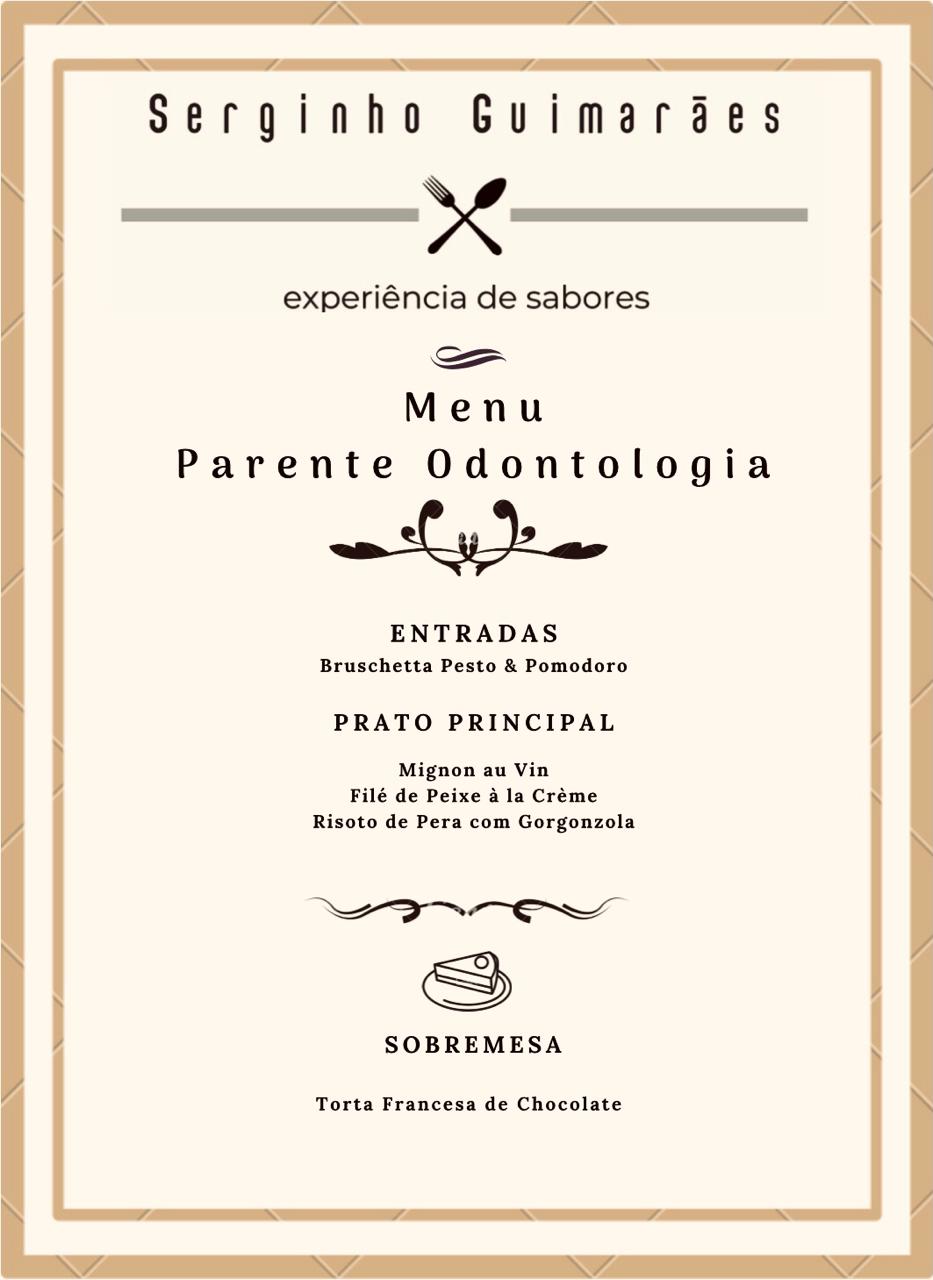 Serginho Guimarães
experiência de sabores
Menu
Parente Odontologia
ENTRADAS
Bruschetta Pesto & Pomodoro
PRATO PRINCIPAL
Mignon au Vin
Filé de Peixe à la Crème
Risoto de Pera com Gorgonzola
SOBREMESA
Torta Francesa de Chocolate